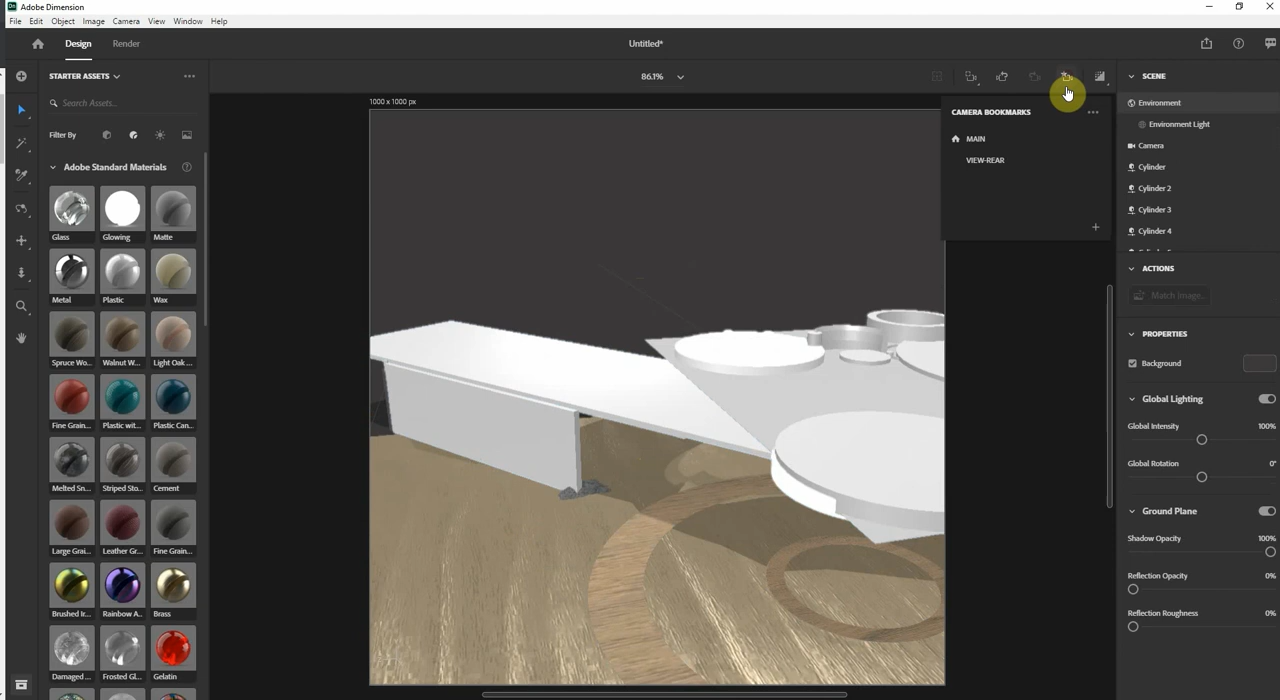 Dn Adobe Dimension
File Edit Object Image Camera View Window Help
Design Render Untitled*
STARTER ASSETS
86.1%
SCENE
Search Assets...
1000 x 1000 px
Filter By
Adobe Standard Materials
Glass Glowing Matte
Metal Plastic Wax
Spruce Wo... Walnut W... Light Oak ...
Fine Grain... Plastic wit... Plastic Can...
Melted Sn... Striped Sto... Cement
Large Grai... Leather Gr... Fine Grain...
Brushed Ir... Rainbow A... Brass
Damaged ... Frosted Gl... Gelatin
CAMERA BOOKMARKS
MAIN
VIEW-REAR
Environment
Environment Light
Camera
Cylinder
Cylinder 2
Cylinder 3
Cylinder 4
ACTIONS
Match Image...
PROPERTIES
Background
Global Lighting
Global Intensity 100%
Global Rotation 0°
Ground Plane
Shadow Opacity 100%
Reflection Opacity 0%
Reflection Roughness 0%